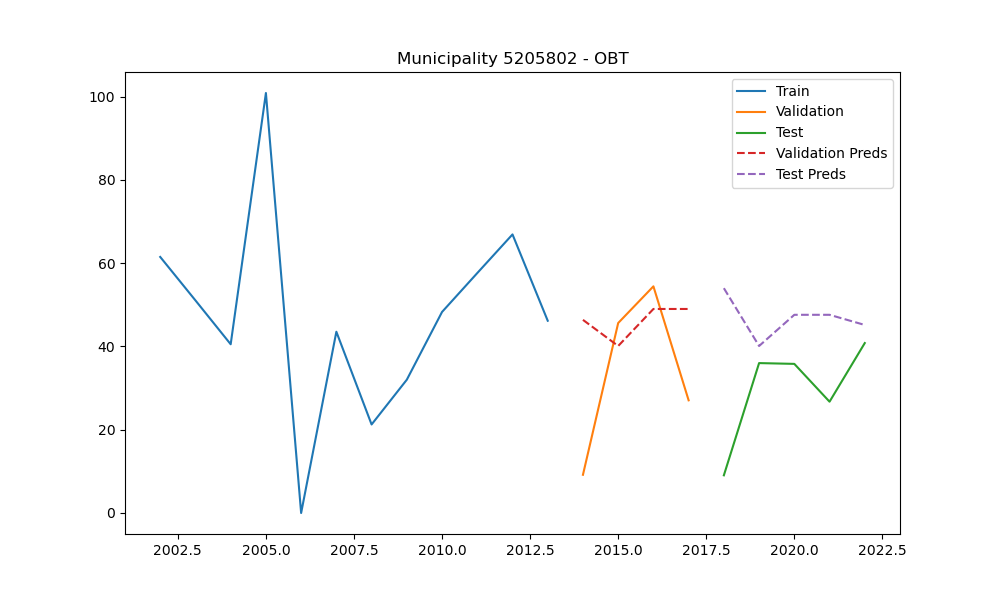 Municipality 5205802 - OBT
Train
Validation
Test
Validation Preds
Test Preds
100
80
60
40
20
0
2002.5 2005.0 2007.5 2010.0 2012.5 2015.0 2017.5 2020.0 2022.5